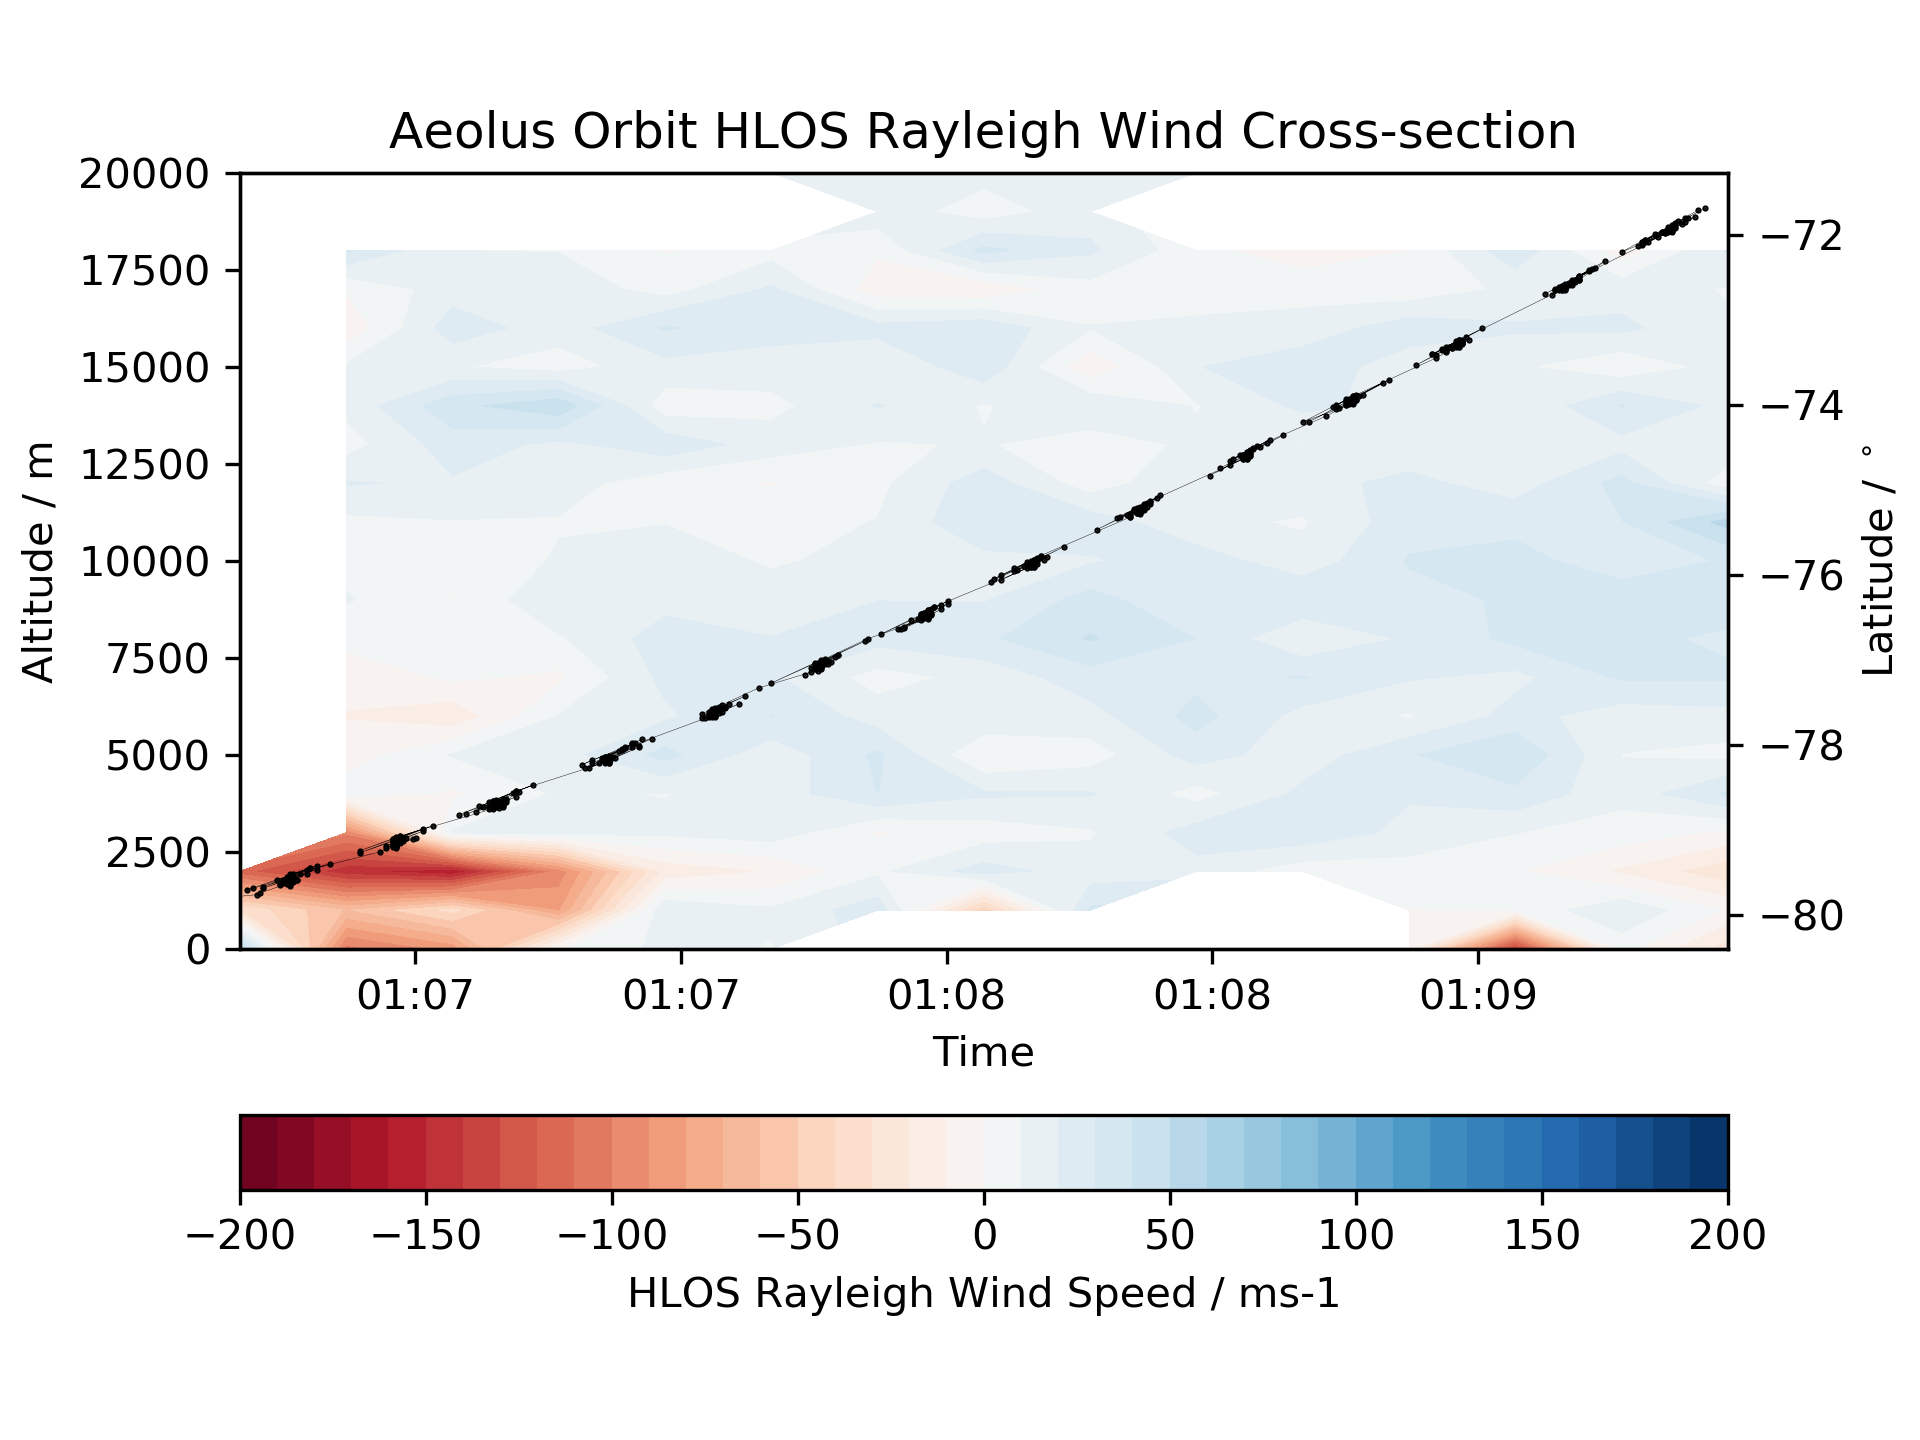 Aeolus Orbit HLOS Rayleigh Wind Cross-section
20000
17500
15000
12500
10000
7500
5000
2500
0
Altitude / m
−72
−74
−76
−78
−80
Latitude / °
01:07 01:07 01:08 01:08 01:09
Time
−200 −150 −100 −50 0 50 100 150 200
HLOS Rayleigh Wind Speed / ms-1